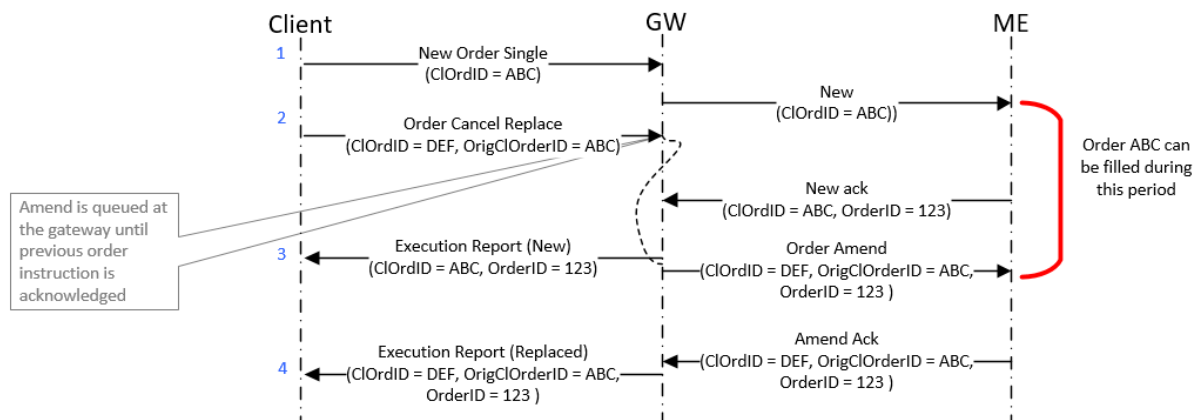 Client
GW
ME
1
New Order Single
(ClOrdID = ABC)
New
(ClOrdID = ABC))
2
Order Cancel Replace
(ClOrdID = DEF, OrigClOrderID = ABC)
Order ABC can
be filled during
this period
Amend is queued at
the gateway until
previous order
instruction is
acknowledged
New ack
(ClOrdID = ABC, OrderID = 123)
3
Execution Report (New)
(ClOrdID = ABC, OrderID = 123)
Order Amend
(ClOrdID = DEF, OrigClOrderID = ABC,
OrderID = 123 )
4
Execution Report (Replaced)
(ClOrdID = DEF, OrigClOrderID = ABC,
OrderID = 123 )
Amend Ack
(ClOrdID = DEF, OrigClOrderID = ABC,
OrderID = 123 )